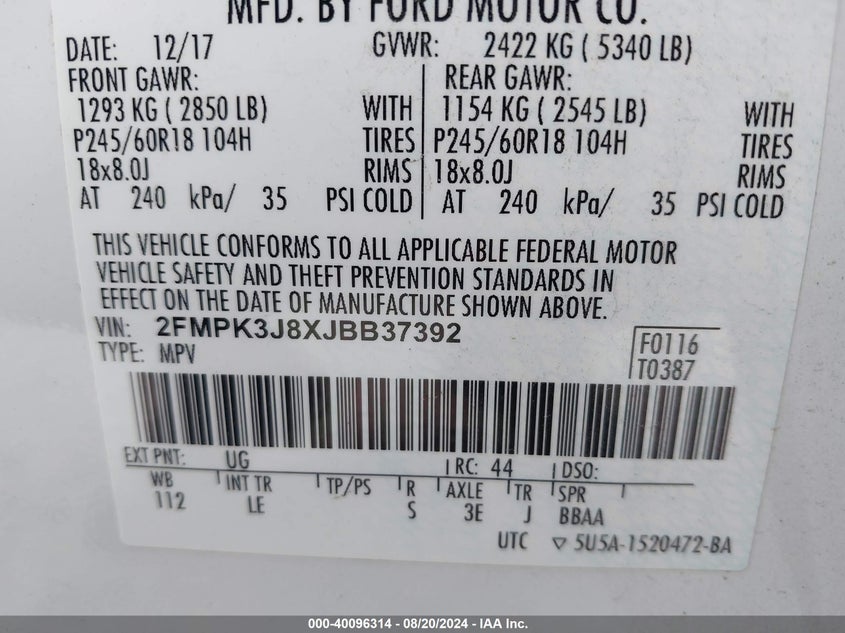 MFD. BY FORD MOTOR CO.
DATE: 12/17 GVWR: 2422 KG ( 5340 LB)
FRONT GAWR: REAR GAWR:
1293 KG ( 2850 LB) WITH 1154 KG ( 2545 LB) WITH
P245/60R18 104H TIRES P245/60R18 104H TIRES
18x8.0J RIMS 18x8.0J RIMS
AT 240 kPa/ 35 PSI COLD AT 240 kPa/ 35 PSI COLD
THIS VEHICLE CONFORMS TO ALL APPLICABLE FEDERAL MOTOR
VEHICLE SAFETY AND THEFT PREVENTION STANDARDS IN
EFFECT ON THE DATE OF MANUFACTURE SHOWN ABOVE.
VIN: 2FMPK3J8XJBB37392 F0116
TYPE: MPV T0387
EXT PNT: UG RC: 44 DSO:
WB INT TR TP/PS R AXLE TR SPR
112 LE S 3E J BBAA
UTC ▽ 5U5A-1520472-BA
000-40096314 - 08/20/2024 - IAA Inc.